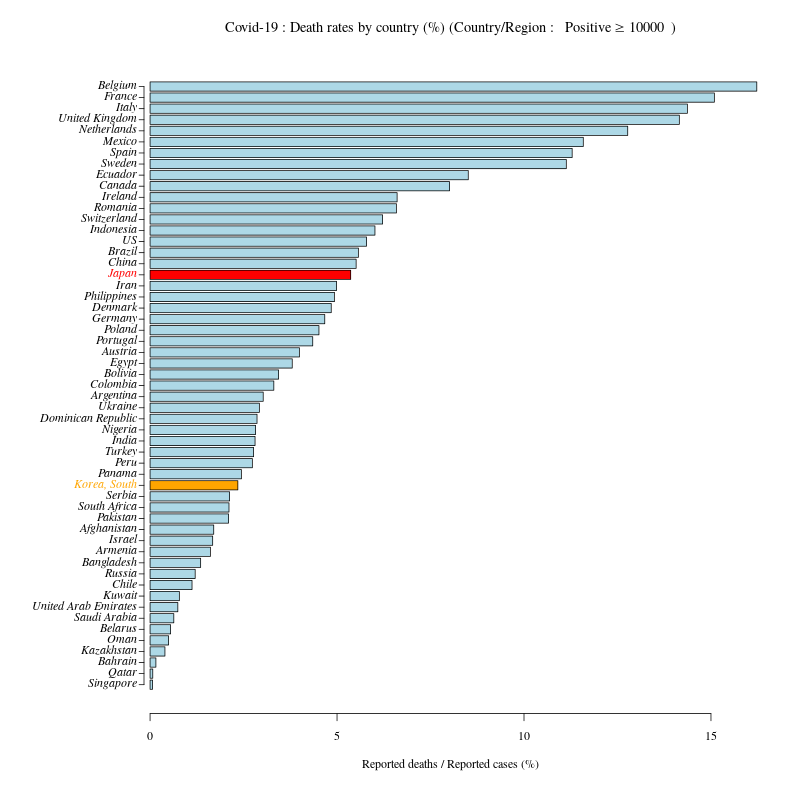 Covid-19 : Death rates by country (%) (Country/Region :   Positive ≥ 10000  )
Belgium
France
Italy
United Kingdom
Netherlands
Mexico
Spain
Sweden
Ecuador
Canada
Ireland
Romania
Switzerland
Indonesia
US
Brazil
China
Japan
Iran
Philippines
Denmark
Germany
Poland
Portugal
Austria
Egypt
Bolivia
Colombia
Argentina
Ukraine
Dominican Republic
Nigeria
India
Turkey
Peru
Panama
Korea, South
Serbia
South Africa
Pakistan
Afghanistan
Israel
Armenia
Bangladesh
Russia
Chile
Kuwait
United Arab Emirates
Saudi Arabia
Belarus
Oman
Kazakhstan
Bahrain
Qatar
Singapore
0 5 10 15
Reported deaths / Reported cases (%)